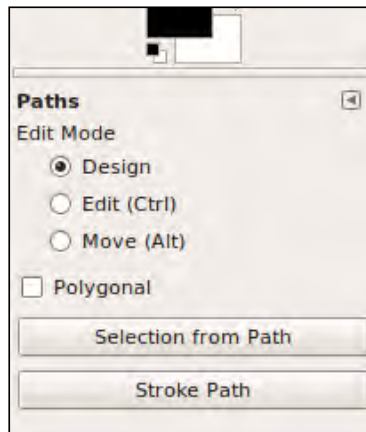 Paths
Edit Mode
Design
Edit (Ctrl)
Move (Alt)
Polygonal
Selection from Path
Stroke Path